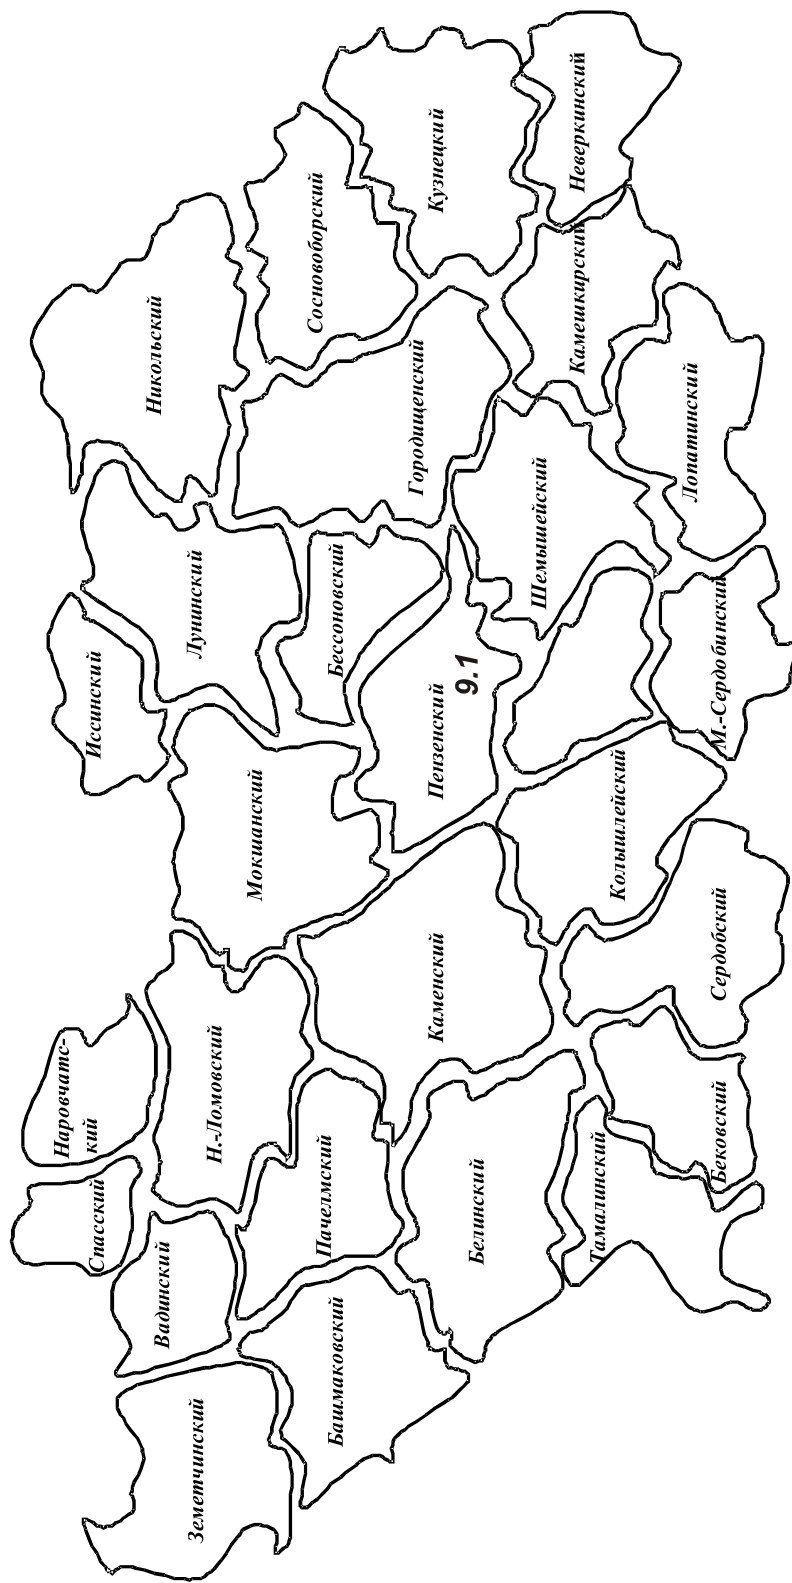 Земетчинский
Вадинский
Спасский
Наровчатс-
кий
Башмаковский
Пачелмский
Н.-Ломовский
Белинский
Тамалинский
Бековский
Каменский
Сердобский
Мокшанский
Иссинский
Колышлейский
Пензенский
9.1
М.-Сердобинский
Лунинский
Бессоновский
Шемышейский
Лопатинский
Городищенский
Никольский
Сосновоборский
Камешкирский
Кузнецкий
Неверкинский